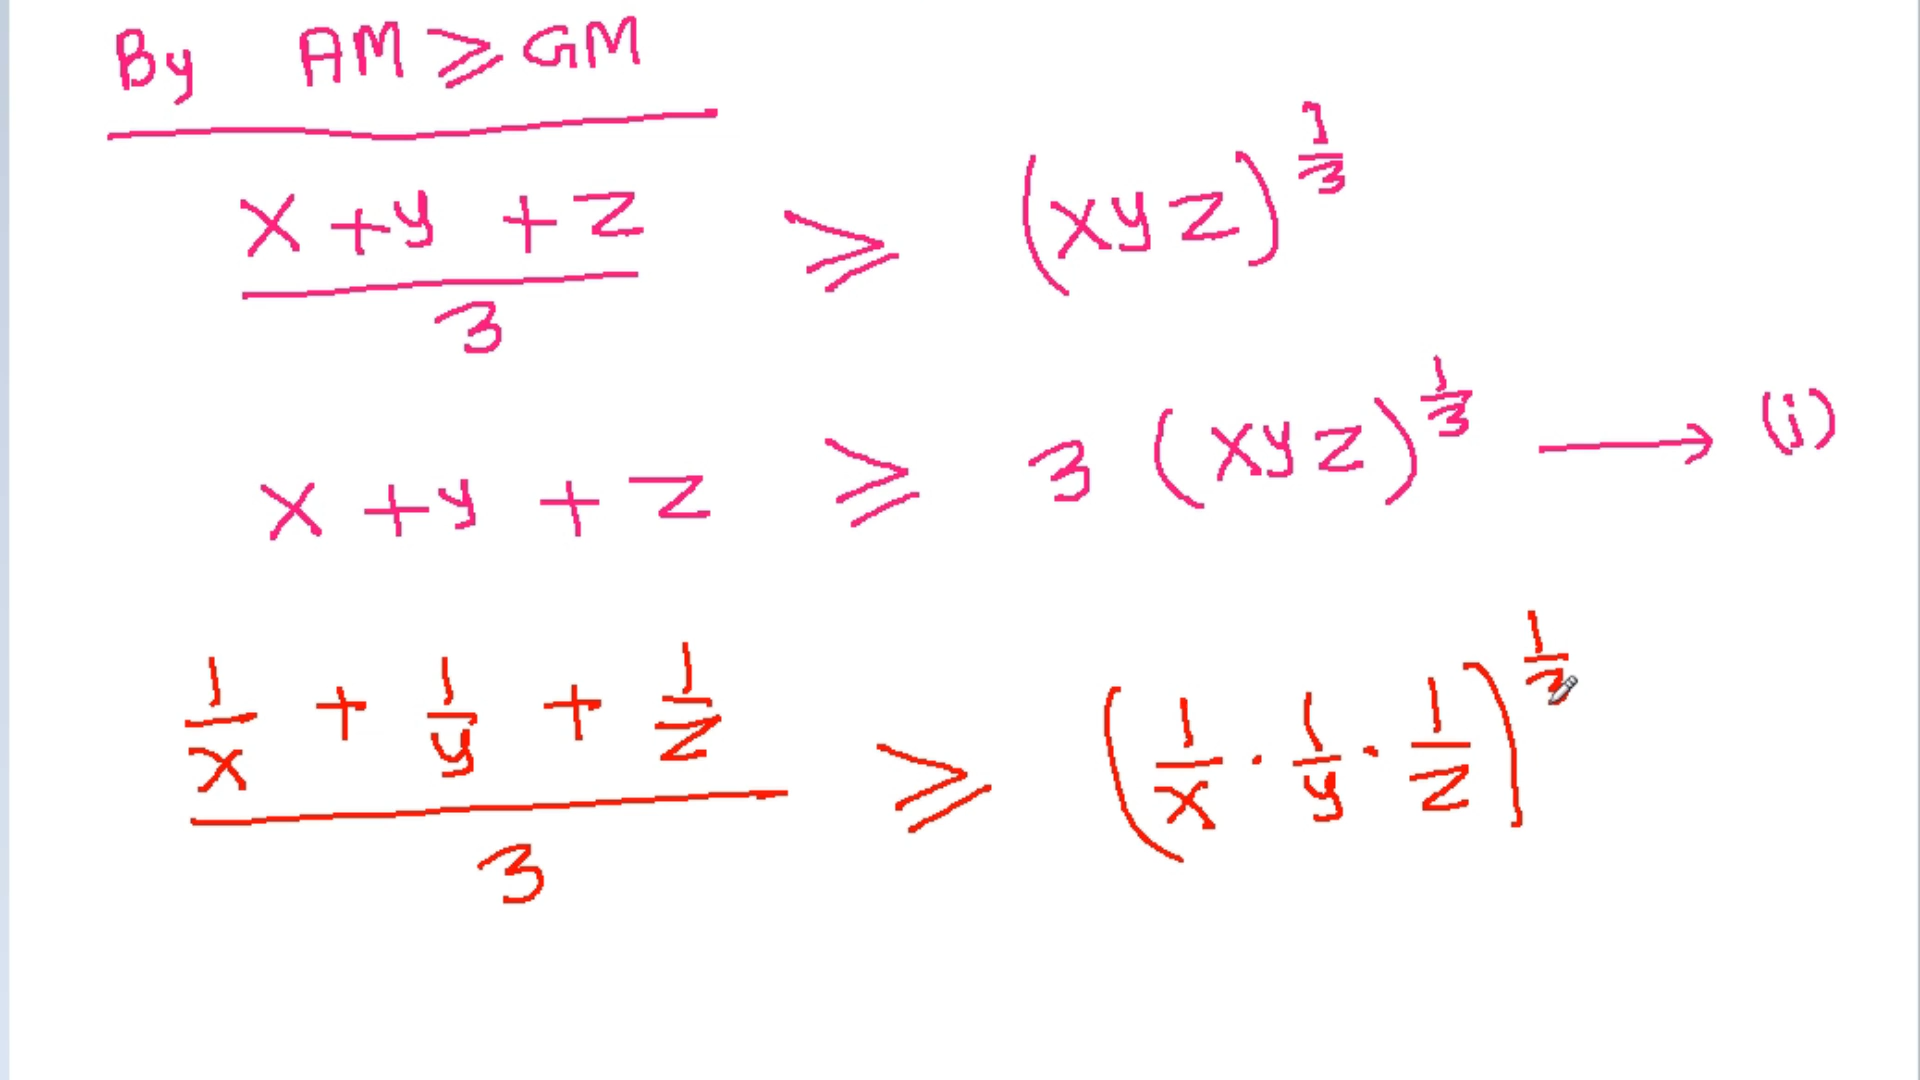 By AM ≥ GM
(x + y + z)/3 ≥ (xyz)^(1/3)
x + y + z ≥ 3 (xyz)^(1/3) → (i)
(1/x + 1/y + 1/z)/3 ≥ (1/x · 1/y · 1/z)^(1/3)